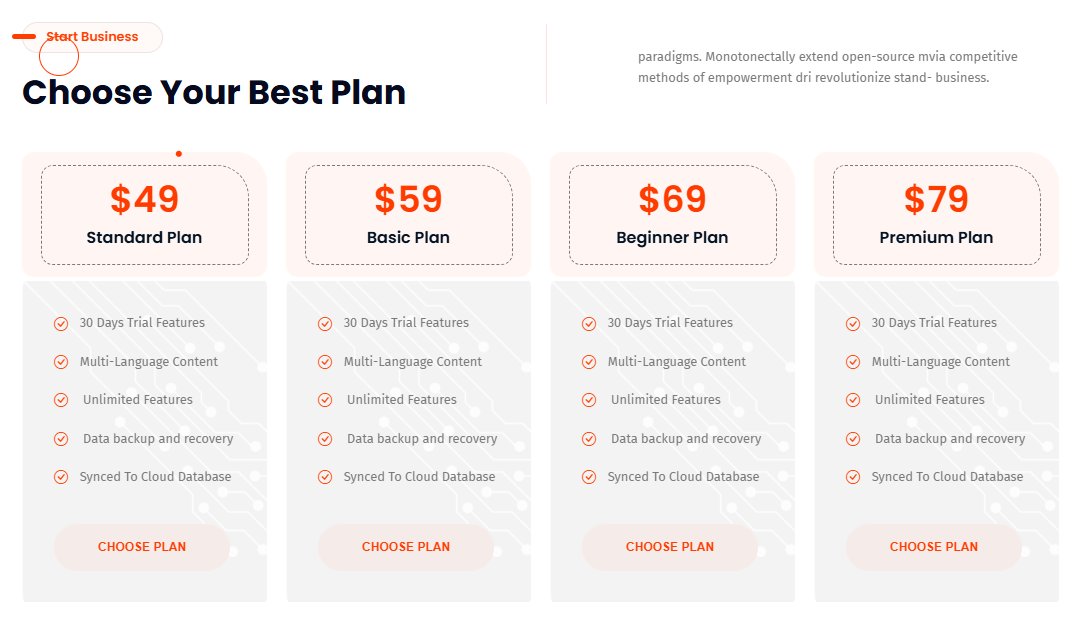 Start Business
Choose Your Best Plan
paradigms. Monotonectally extend open-source mvia competitive
methods of empowerment dri revolutionize stand- business.
$49
Standard Plan
30 Days Trial Features
Multi-Language Content
Unlimited Features
Data backup and recovery
Synced To Cloud Database
CHOOSE PLAN
$59
Basic Plan
30 Days Trial Features
Multi-Language Content
Unlimited Features
Data backup and recovery
Synced To Cloud Database
CHOOSE PLAN
$69
Beginner Plan
30 Days Trial Features
Multi-Language Content
Unlimited Features
Data backup and recovery
Synced To Cloud Database
CHOOSE PLAN
$79
Premium Plan
30 Days Trial Features
Multi-Language Content
Unlimited Features
Data backup and recovery
Synced To Cloud Database
CHOOSE PLAN